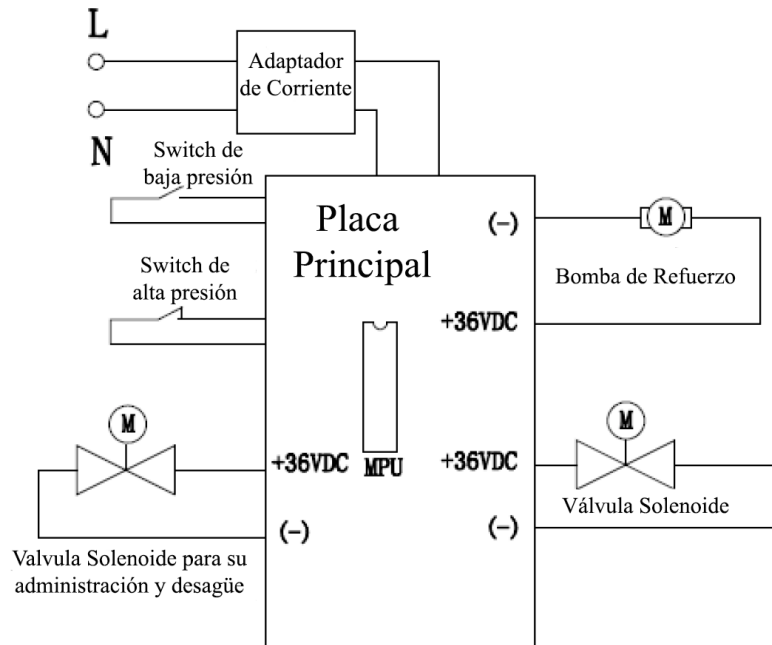 L
Adaptador
de Corriente
N
Switch de
baja presión
Placa
Principal
(-)
M
Bomba de Refuerzo
Switch de
alta presión
+36VDC
M
M
+36VDC
MPU
+36VDC
Válvula Solenoide
(-)
(-)
Valvula Solenoide para su
administración y desagüe